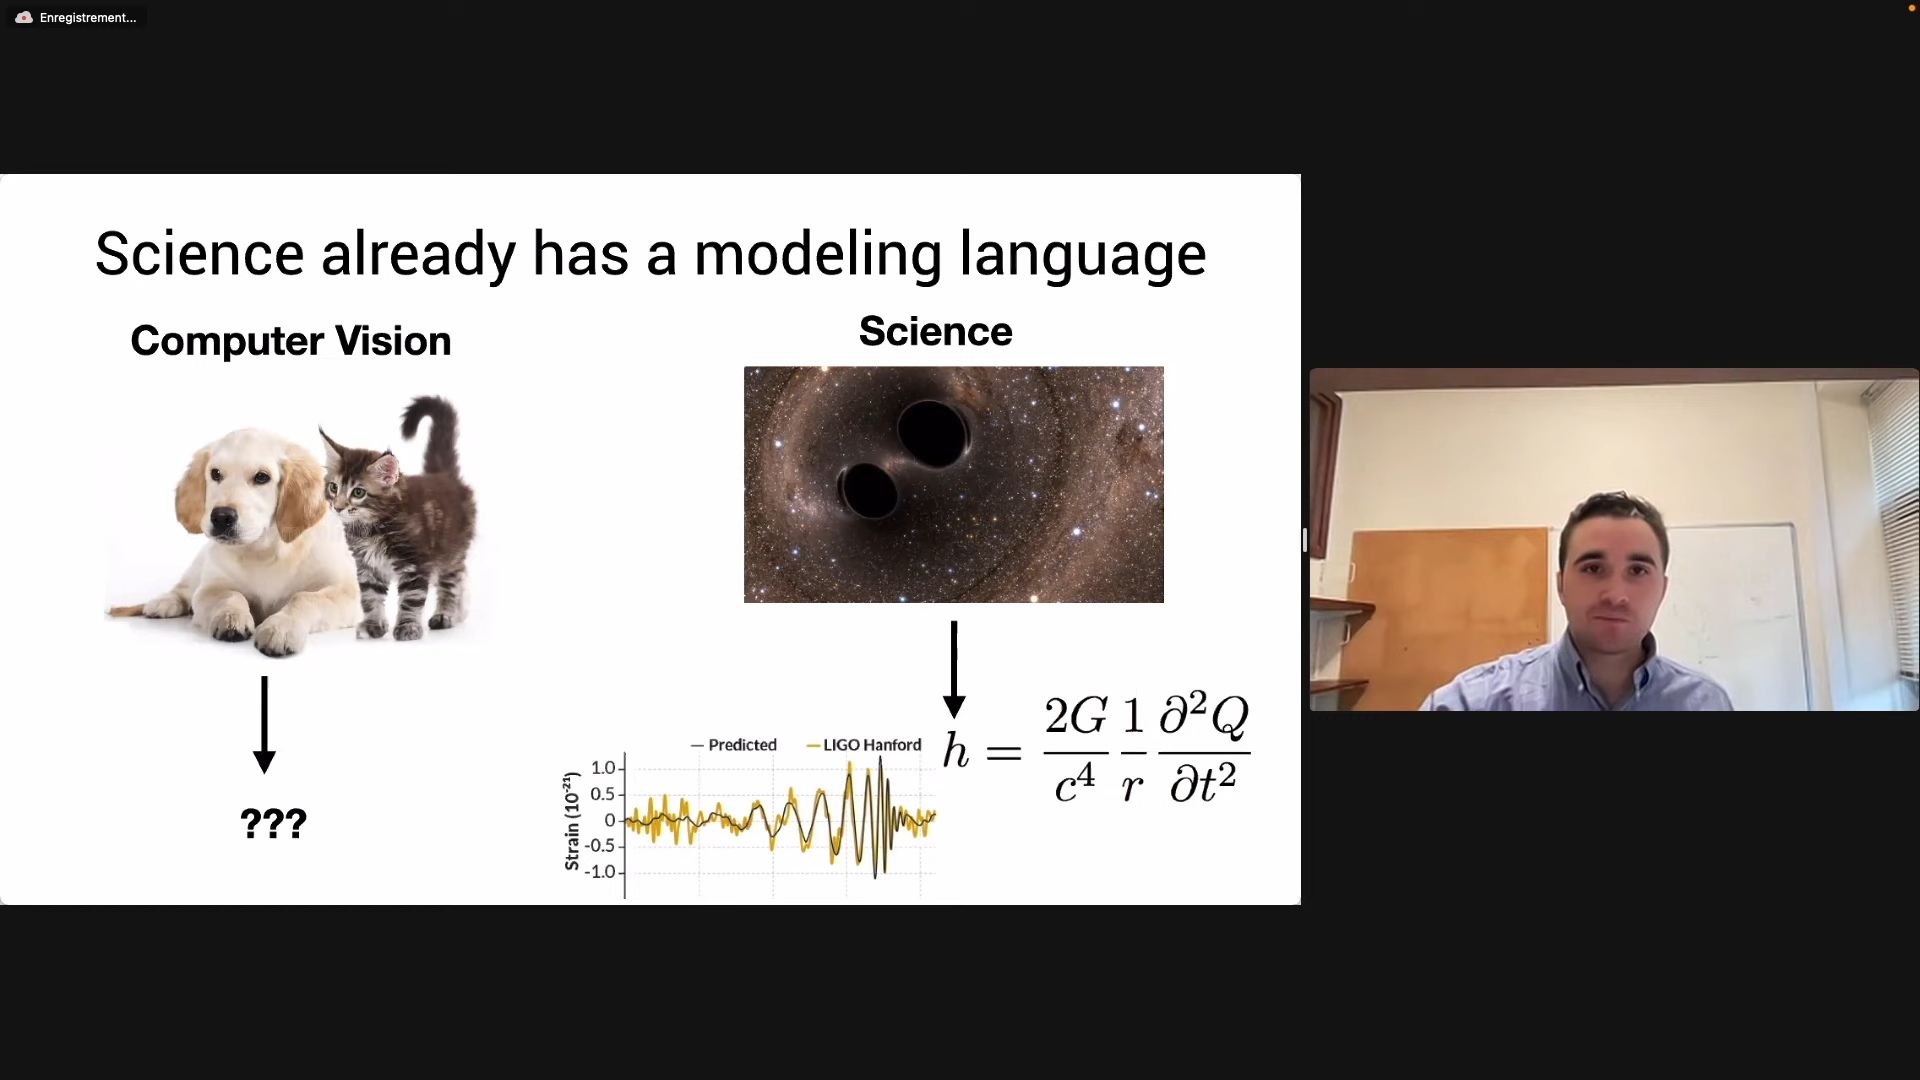 Enregistrement...
Science already has a modeling language
Computer Vision
Science
???
— Predicted — LIGO Hanford
Strain (10⁻²¹)
1.0
0.5
0
-0.5
-1.0
h = 2G/c⁴ 1/r ∂²Q/∂t²